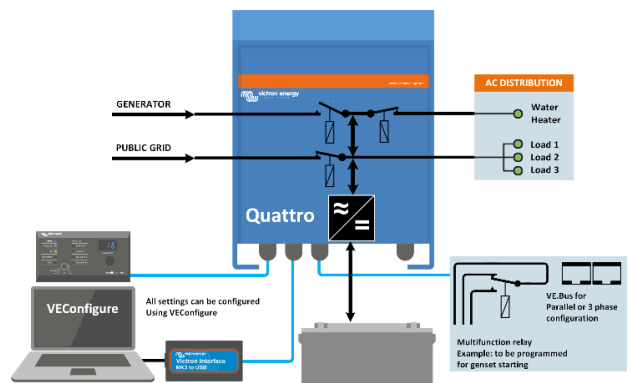 victron energy
AC DISTRIBUTION
GENERATOR
Water
Heater
PUBLIC GRID
Load 1
Load 2
Load 3
Quattro
VEConfigure
All settings can be configured
Using VEConfigure
VE.Bus for
Parallel or 3 phase
configuration
Multifunction relay
Example: to be programmed
for genset starting
victron energy
Victron Interface
MK3 to USB